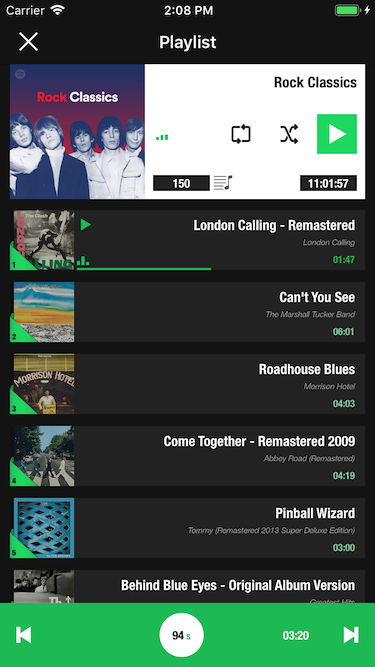 Carrier 2:08 PM
Playlist
Rock Classics
Rock Classics
150 11:01:57
London Calling - Remastered
London Calling
01:47
1
Can't You See
The Marshall Tucker Band
06:01
2
Roadhouse Blues
Morrison Hotel
04:03
MORRISON HOTEL
3
Come Together - Remastered 2009
Abbey Road (Remastered)
04:19
4
Pinball Wizard
Tommy (Remastered 2013 Super Deluxe Edition)
03:00
5
Behind Blue Eyes - Original Album Version
Greatest Hits
94 s 03:20